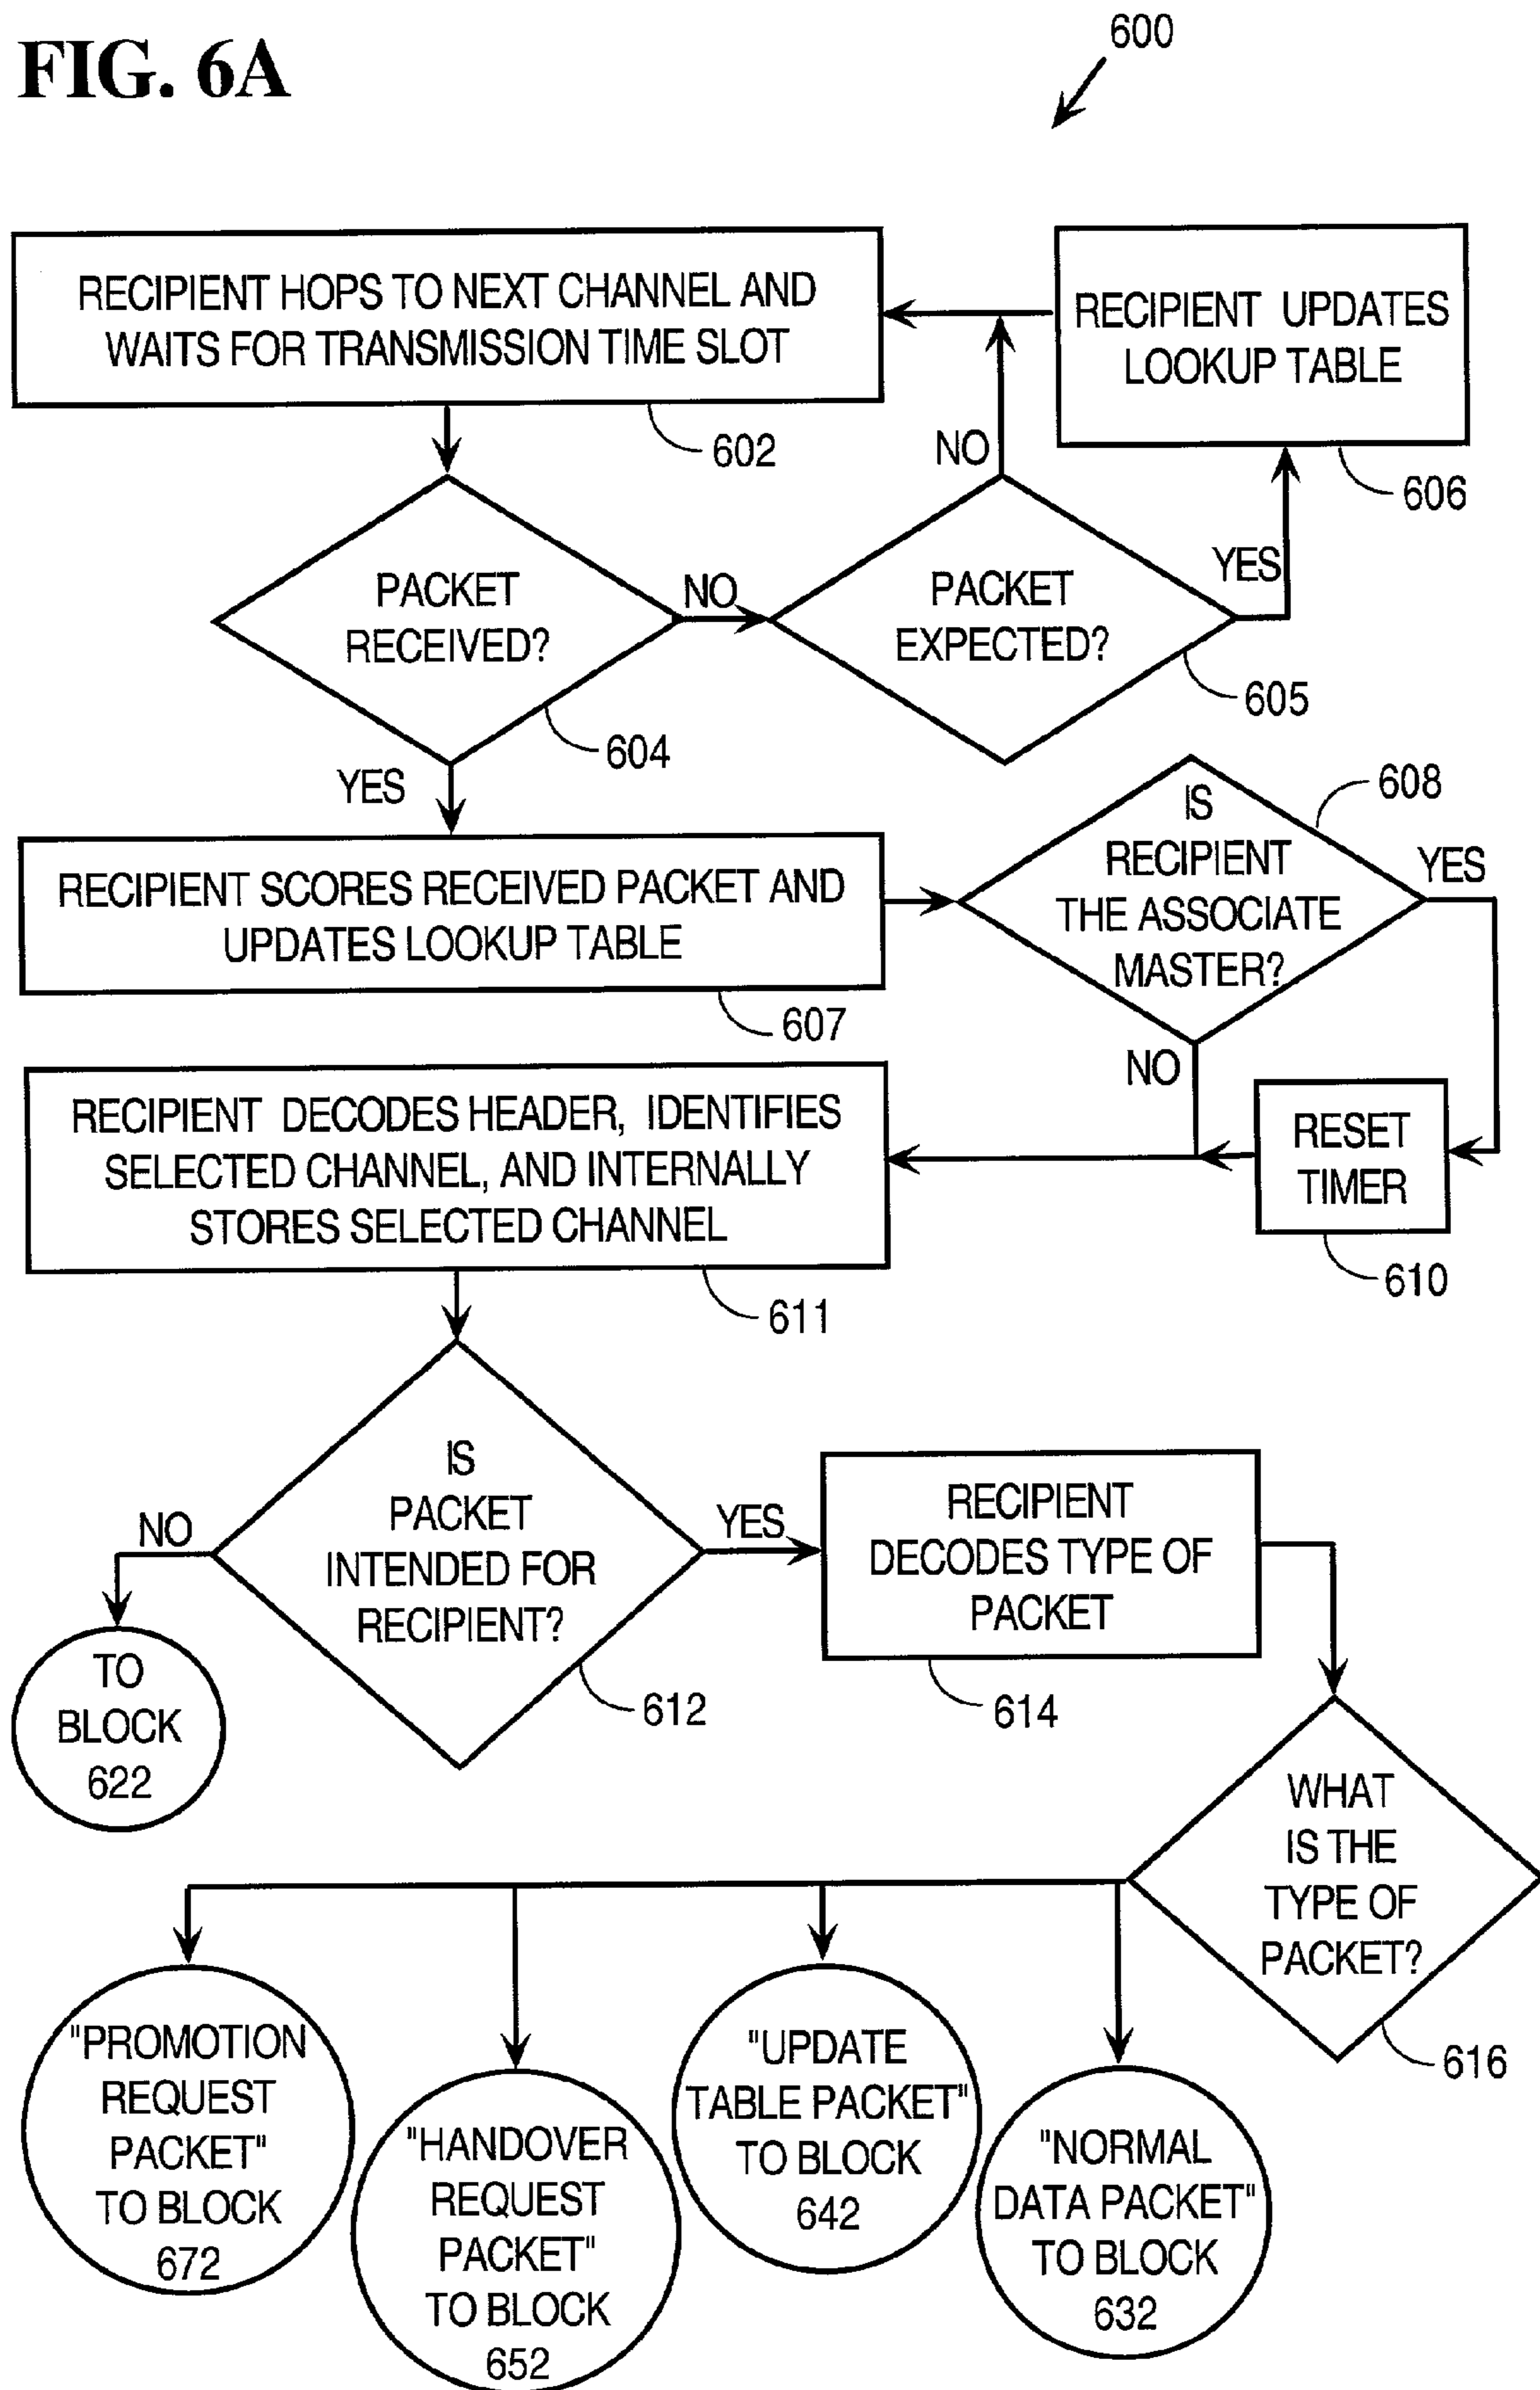 FIG. 6A
600
RECIPIENT HOPS TO NEXT CHANNEL AND
WAITS FOR TRANSMISSION TIME SLOT
602
RECIPIENT UPDATES
LOOKUP TABLE
606
NO
YES
PACKET
RECEIVED?
604
NO
PACKET
EXPECTED?
605
YES
RECIPIENT SCORES RECEIVED PACKET AND
UPDATES LOOKUP TABLE
607
IS
RECIPIENT
THE ASSOCIATE
MASTER?
608
YES
NO
RESET
TIMER
610
RECIPIENT DECODES HEADER, IDENTIFIES
SELECTED CHANNEL, AND INTERNALLY
STORES SELECTED CHANNEL
611
IS
PACKET
INTENDED FOR
RECIPIENT?
612
NO
TO
BLOCK
622
YES
RECIPIENT
DECODES TYPE OF
PACKET
614
WHAT
IS THE
TYPE OF
PACKET?
616
"PROMOTION
REQUEST
PACKET"
TO BLOCK
672
"HANDOVER
REQUEST
PACKET"
TO BLOCK
652
"UPDATE
TABLE PACKET"
TO BLOCK
642
"NORMAL
DATA PACKET"
TO BLOCK
632